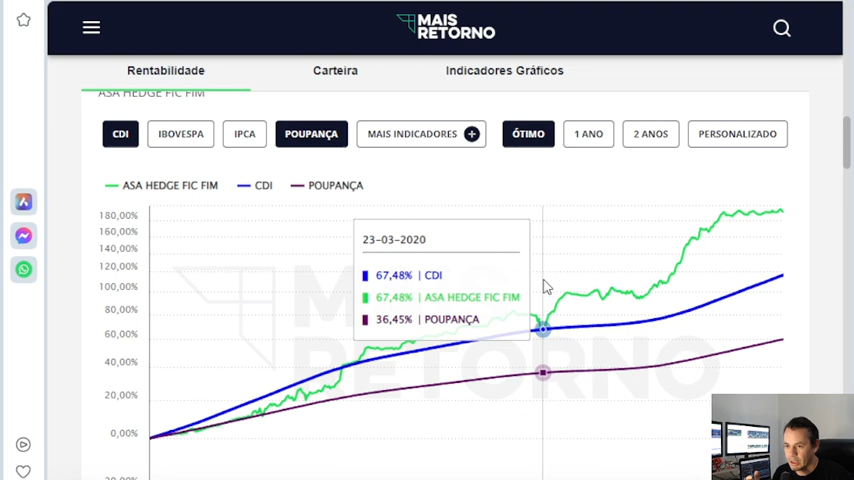 MAIS
RETORNO
Rentabilidade
Carteira
Indicadores Gráficos
ASA HEDGE FIC FIM
CDI
IBOVESPA
IPCA
POUPANÇA
MAIS INDICADORES
ÓTIMO
1 ANO
2 ANOS
PERSONALIZADO
ASA HEDGE FIC FIM
CDI
POUPANÇA
180,00%
160,00%
140,00%
120,00%
100,00%
80,00%
60,00%
40,00%
20,00%
0,00%
23-03-2020
67,48% | CDI
67,48% | ASA HEDGE FIC FIM
36,45% | POUPANÇA
MAIS
RETORNO